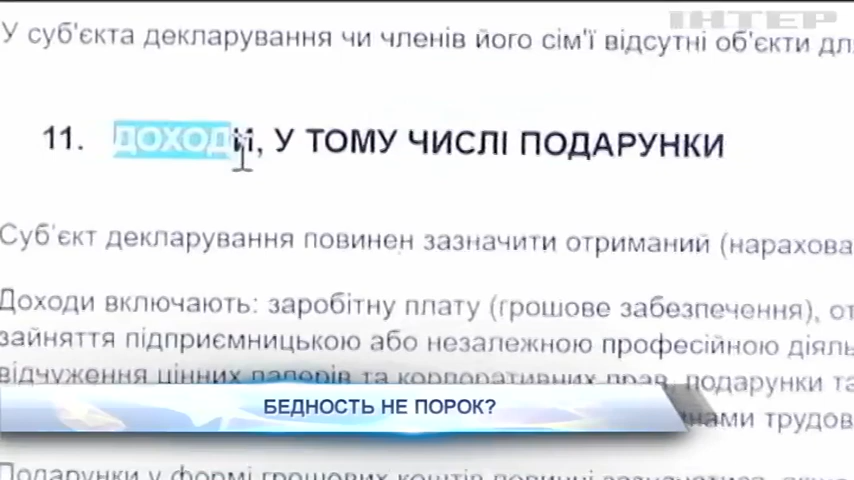 ІНТЕР
У суб'єкта декларування чи членів його сім'ї відсутні об'єкти для
11. ДОХОДИ, У ТОМУ ЧИСЛІ ПОДАРУНКИ
Суб'єкт декларування повинен зазначити отриманий (нарахова
Доходи включають: заробітну плату (грошове забезпечення), от
зайняття підприємницькою або незалежною професійною діяль
відчуження цінних паперів та корпоративних прав, подарунки та
БЕДНОСТЬ НЕ ПОРОК?
нами трудов
Подарунки у формі грошових коштів повинні зазначатися, якщо